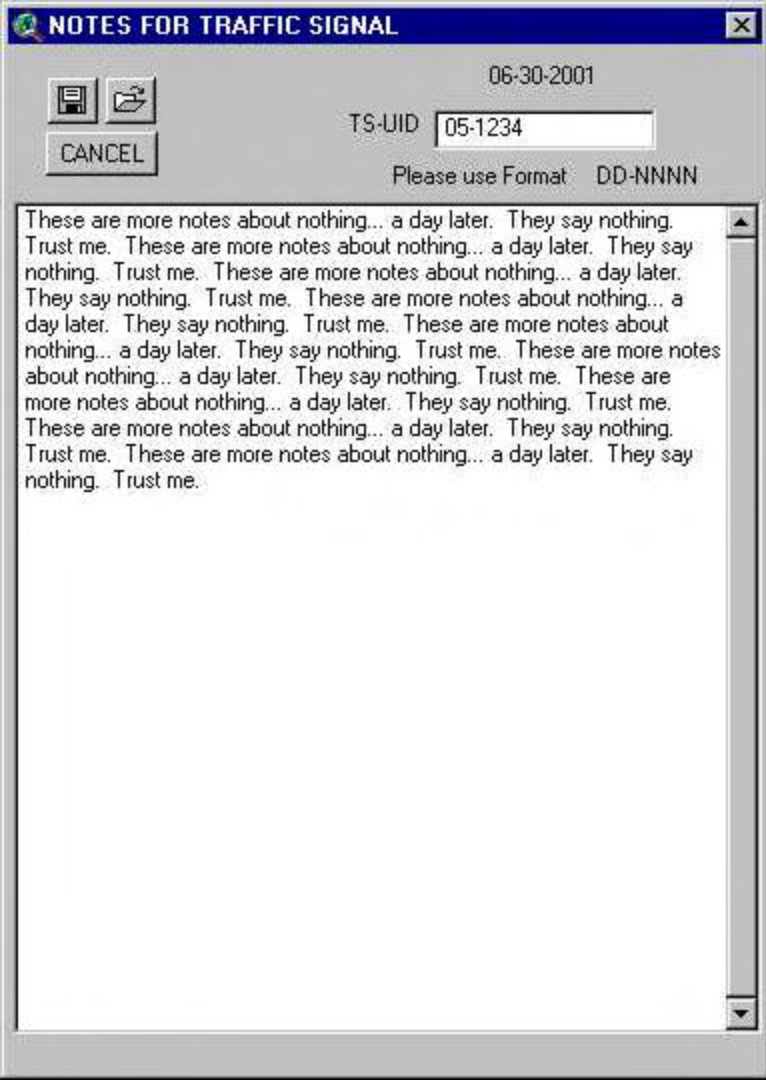 NOTES FOR TRAFFIC SIGNAL
06-30-2001
TS-UID 05-1234
CANCEL
Please use Format DD-NNNN
These are more notes about nothing... a day later. They say nothing.
Trust me. These are more notes about nothing... a day later. They say
nothing. Trust me. These are more notes about nothing... a day later.
They say nothing. Trust me. These are more notes about nothing... a
day later. They say nothing. Trust me. These are more notes about
nothing... a day later. They say nothing. Trust me. These are more notes
about nothing... a day later. They say nothing. Trust me. These are
more notes about nothing... a day later. They say nothing. Trust me.
These are more notes about nothing... a day later. They say nothing.
Trust me. These are more notes about nothing... a day later. They say
nothing. Trust me.